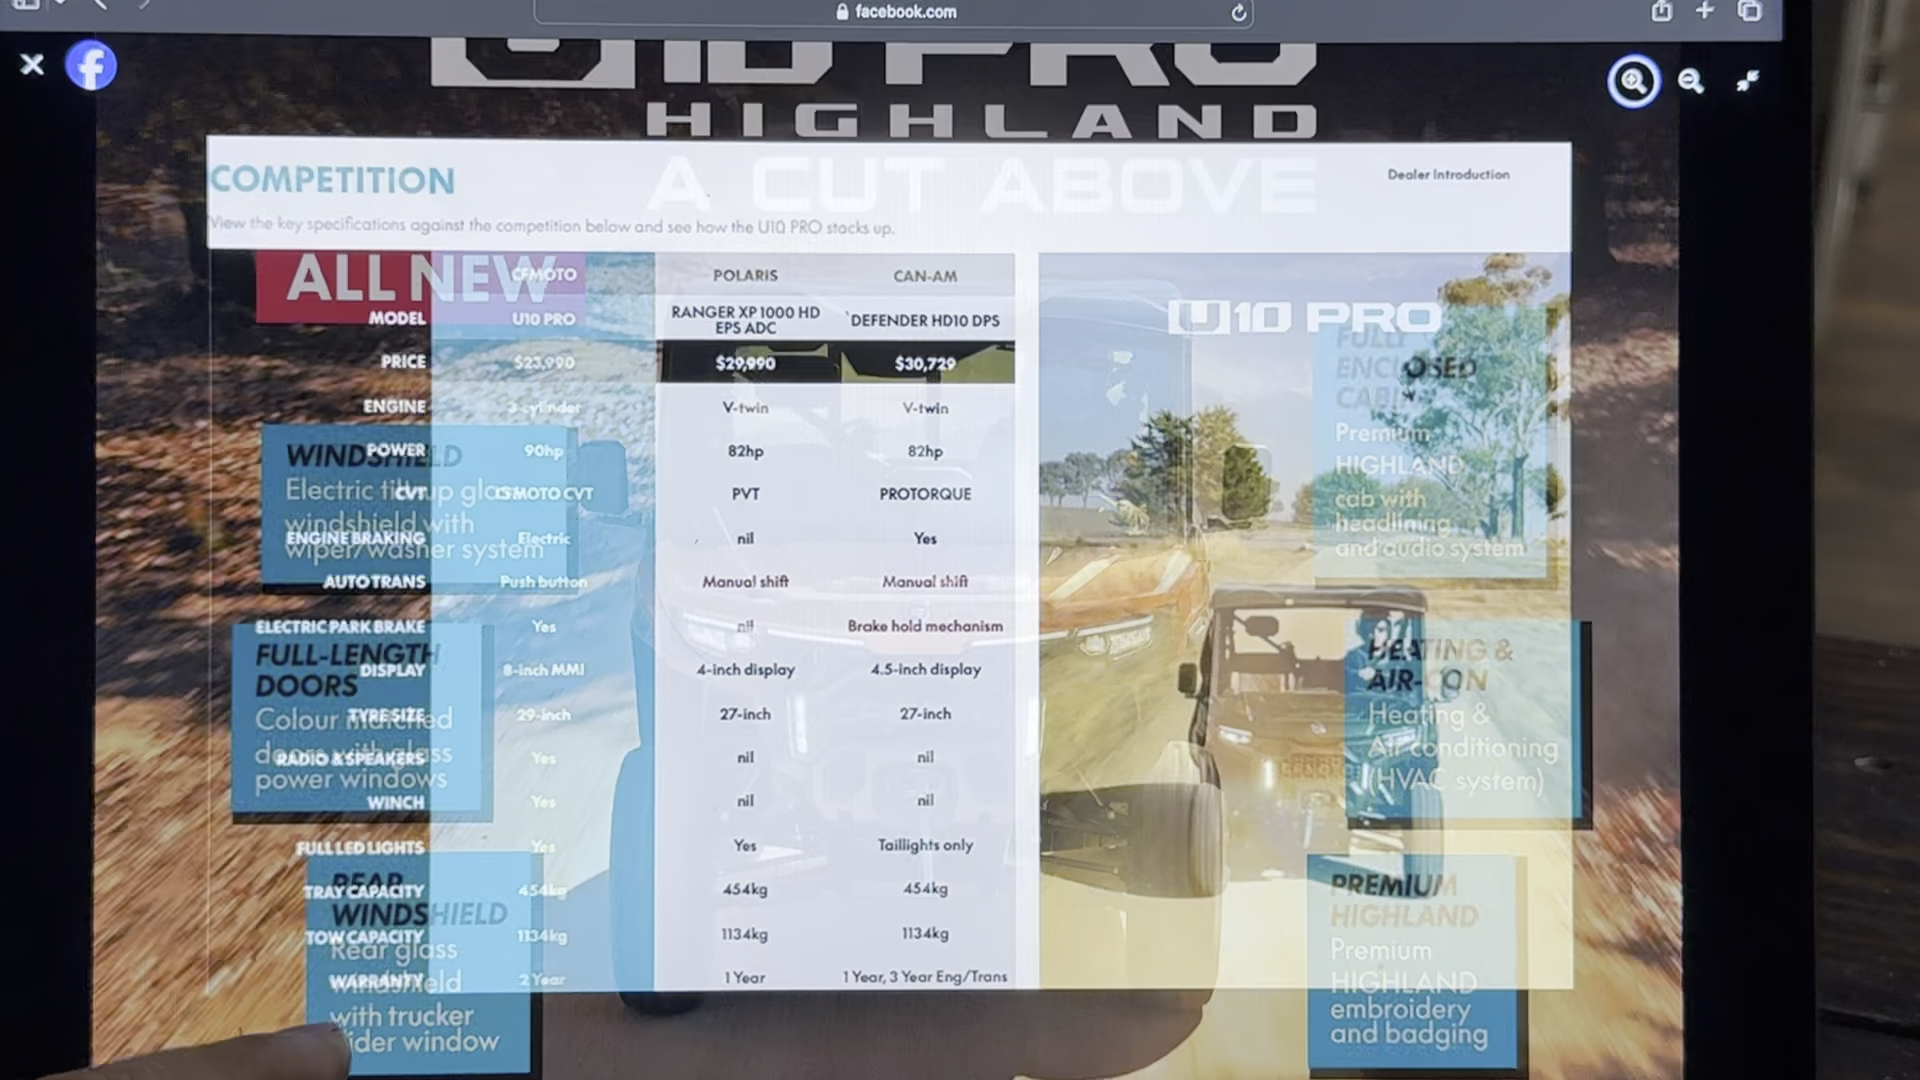 facebook.com
U10 PRO
HIGHLAND
A CUT ABOVE
COMPETITION
Dealer Introduction
View the key specifications against the competition below and see how the U10 PRO stacks up.
ALL NEW
CFMOTO POLARIS CAN-AM
MODEL U10 PRO RANGER XP 1000 HD EPS ADC DEFENDER HD10 DPS
PRICE $23,990 $29,990 $30,729
ENGINE 3 cylinder V-twin V-twin
POWER 90hp 82hp 82hp
CVT CFMOTO CVT PVT PROTORQUE
ENGINE BRAKING Electric nil Yes
AUTO TRANS Push button Manual shift Manual shift
ELECTRIC PARK BRAKE Yes nil Brake hold mechanism
DISPLAY 8-inch MMI 4-inch display 4.5-inch display
TYRE SIZE 29-inch 27-inch 27-inch
RADIO & SPEAKERS Yes nil nil
WINCH Yes nil nil
FULL LED LIGHTS Yes Yes Taillights only
TRAY CAPACITY 454kg 454kg 454kg
TOW CAPACITY 1134kg 1134kg 1134kg
WARRANTY 2 Year 1 Year 1 Year, 3 Year Eng/Trans
WINDSHIELD
Electric tilt up glass
windshield with
wiper/washer system
FULL-LENGTH
DOORS
Colour matched
doors with glass
power windows
REAR
WINDSHIELD
Rear glass
windshield
with trucker
slider window
U10 PRO
FULLY
ENCLOSED
CABIN
Premium
HIGHLAND
cab with
headlining
and audio system
HEATING &
AIR-CON
Heating &
Air conditioning
(HVAC system)
PREMIUM
HIGHLAND
Premium
HIGHLAND
embroidery
and badging